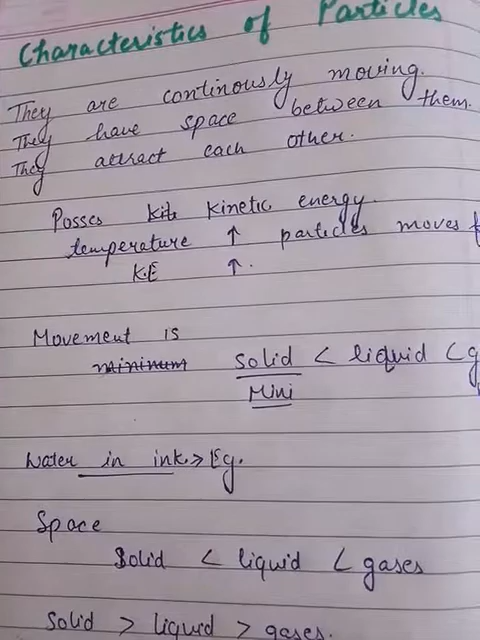 Characteristics of Particles
They are continously moving.
They have space between them.
They attract each other.
Posses kite kinetic energy.
temperature ↑ particles moves
K.E ↑.
Movement is
mininum solid < liquid <
Mini
Water in ink > Eg.
Space
Solid < liquid < gases
Solid > liquid > gases.